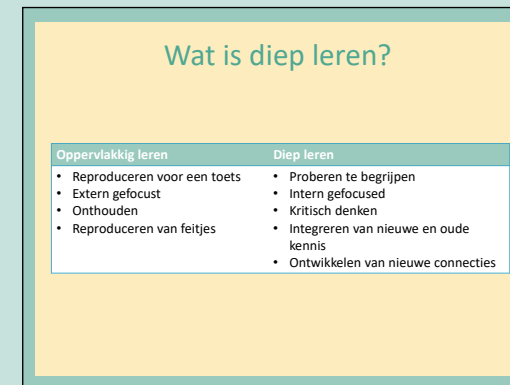 Wat is diep leren?
Oppervlakkig leren
• Reproduceren voor een toets
• Extern gefocust
• Onthouden
• Reproduceren van feitjes
Diep leren
• Proberen te begrijpen
• Intern gefocused
• Kritisch denken
• Integreren van nieuwe en oude
kennis
• Ontwikkelen van nieuwe connecties